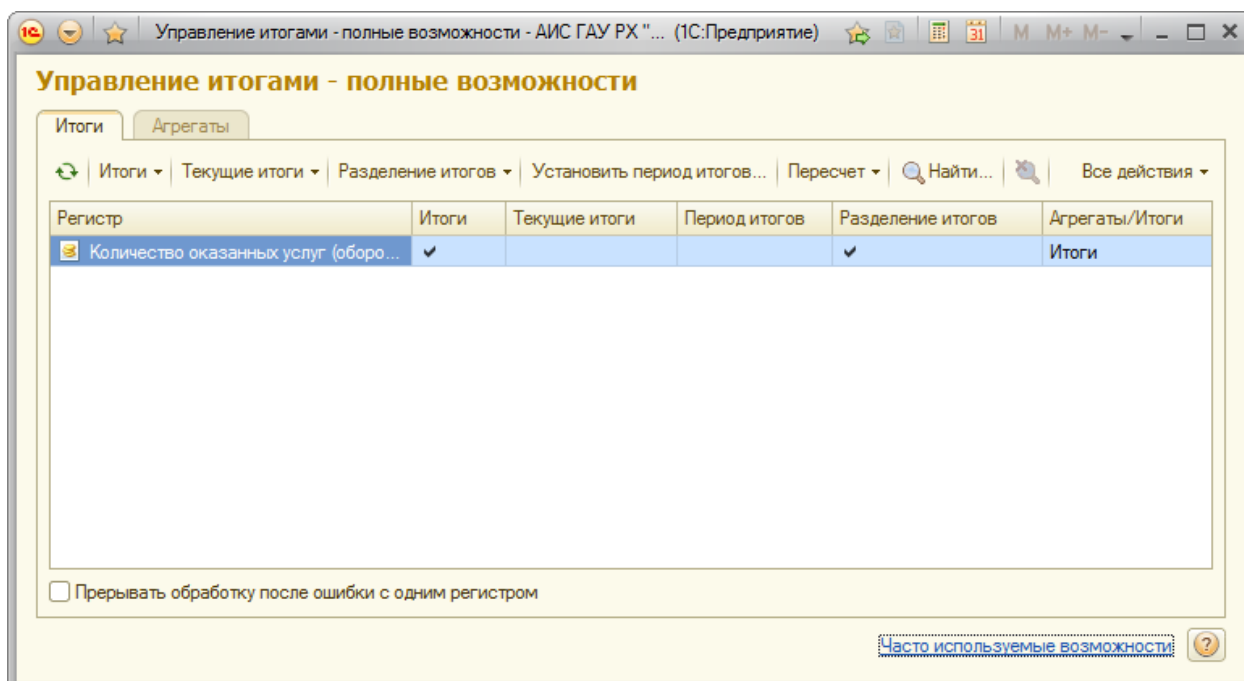 Управление итогами - полные возможности - АИС ГАУ РХ "... (1С:Предприятие) 31 M M+ M-
Управление итогами - полные возможности
Итоги Агрегаты
Итоги Текущие итоги Разделение итогов Установить период итогов... Пересчет Найти... Все действия
Регистр Итоги Текущие итоги Период итогов Разделение итогов Агрегаты/Итоги
Количество оказанных услуг (оборо... Итоги
Прерывать обработку после ошибки с одним регистром
Часто используемые возможности ?